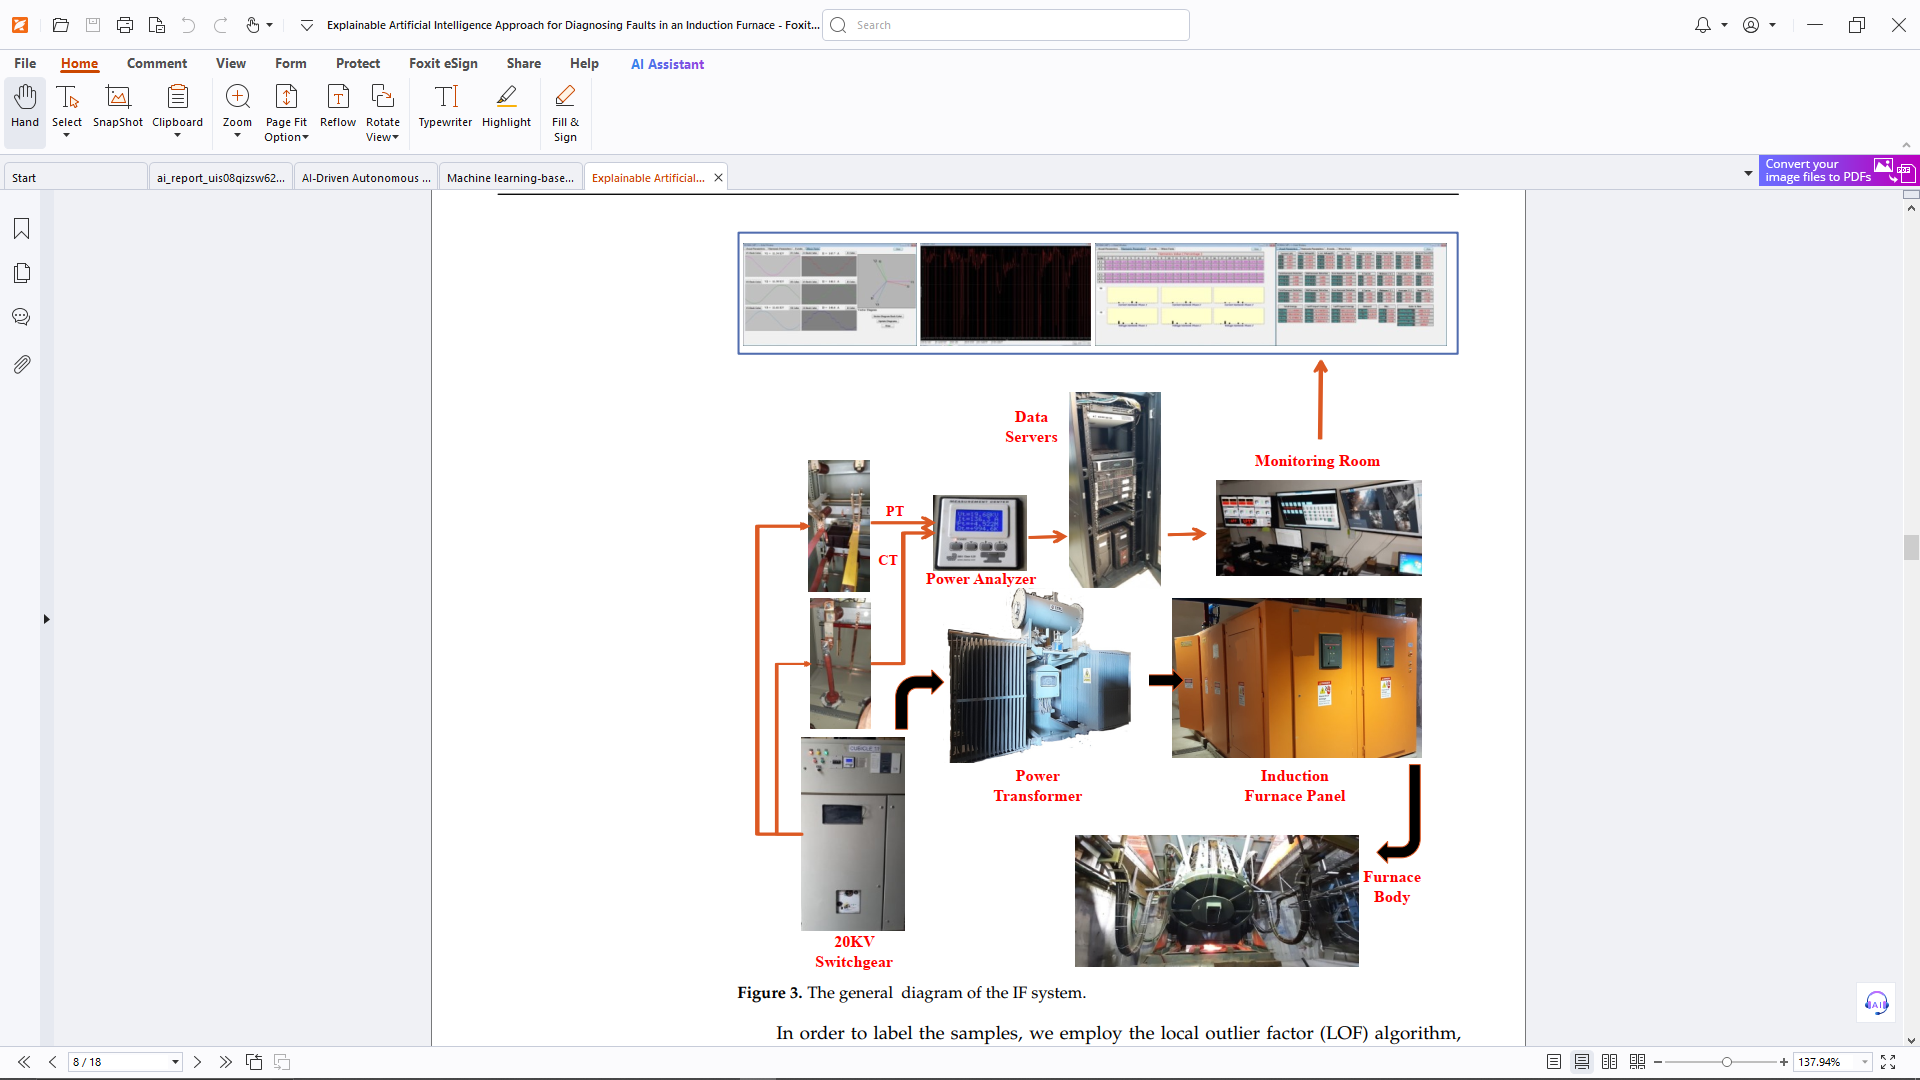 Explainable Artificial Intelligence Approach for Diagnosing Faults in an Induction Furnace - Foxit...
Search
File Home Comment View Form Protect Foxit eSign Share Help AI Assistant
Hand
Select
SnapShot
Clipboard
Zoom
Page Fit
Option
Reflow
Rotate
View
Typewriter
Highlight
Fill &
Sign
Start
ai_report_uis08qizsw62...
AI-Driven Autonomous ...
Machine learning-base...
Explainable Artificial...
Convert your
image files to PDFs
Data
Servers
Monitoring Room
PT
CT
MEASUREMENT CENTER
Power Analyzer
Power
Transformer
Induction
Furnace Panel
Furnace
Body
20KV
Switchgear
Figure 3. The general diagram of the IF system.
In order to label the samples, we employ the local outlier factor (LOF) algorithm,
AI
8 / 18
137.94%